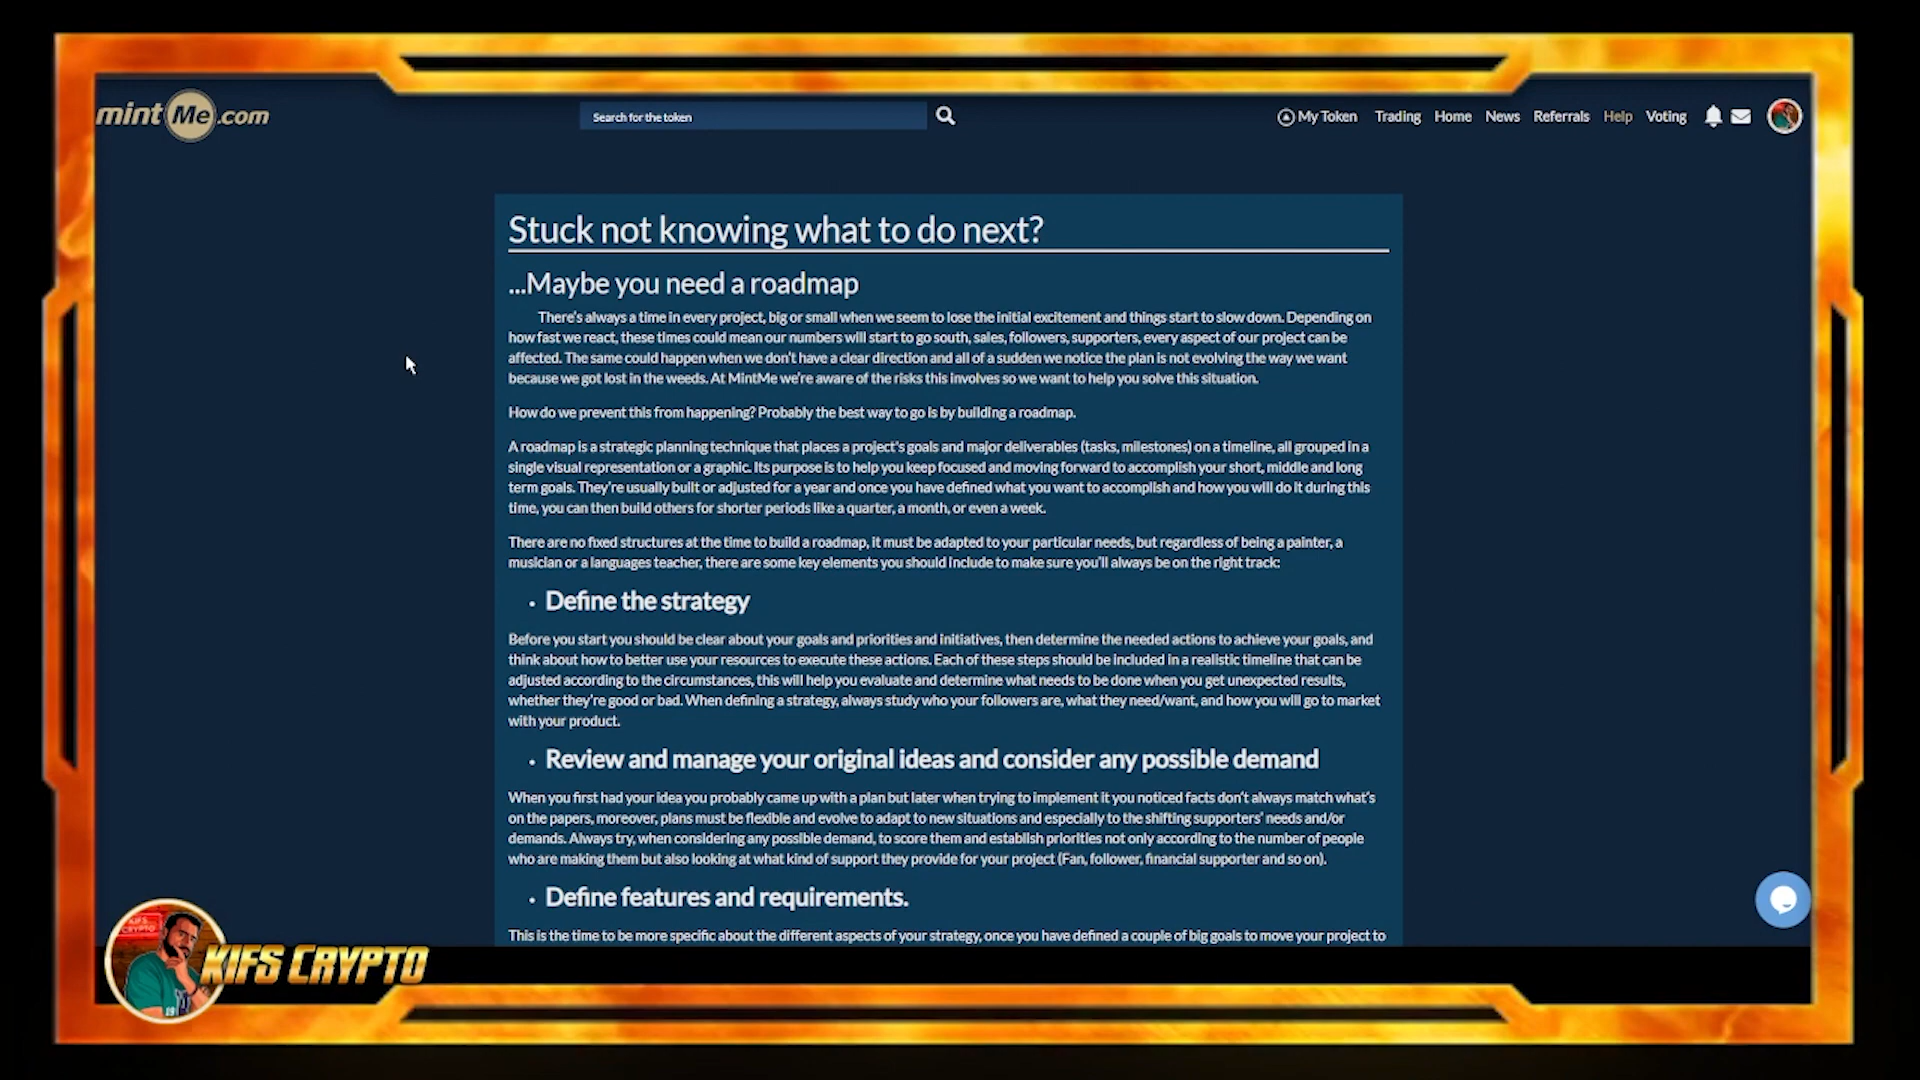 mintMe.com
Search for the token
My Token Trading Home News Referrals Help Voting
Stuck not knowing what to do next?
...Maybe you need a roadmap
There's always a time in every project, big or small when we seem to lose the initial excitement and things start to slow down. Depending on
how fast we react, these times could mean our numbers will start to go south, sales, followers, supporters, every aspect of our project can be
affected. The same could happen when we don't have a clear direction and all of a sudden we notice the plan is not evolving the way we want
because we got lost in the weeds. At MintMe we're aware of the risks this involves so we want to help you solve this situation.
How do we prevent this from happening? Probably the best way to go is by building a roadmap.
A roadmap is a strategic planning technique that places a project's goals and major deliverables (tasks, milestones) on a timeline, all grouped in a
single visual representation or a graphic. Its purpose is to help you keep focused and moving forward to accomplish your short, middle and long
term goals. They're usually built or adjusted for a year and once you have defined what you want to accomplish and how you will do it during this
time, you can then build others for shorter periods like a quarter, a month, or even a week.
There are no fixed structures at the time to build a roadmap, it must be adapted to your particular needs, but regardless of being a painter, a
musician or a languages teacher, there are some key elements you should include to make sure you'll always be on the right track:
• Define the strategy
Before you start you should be clear about your goals and priorities and initiatives, then determine the needed actions to achieve your goals, and
think about how to better use your resources to execute these actions. Each of these steps should be included in a realistic timeline that can be
adjusted according to the circumstances, this will help you evaluate and determine what needs to be done when you get unexpected results,
whether they're good or bad. When defining a strategy, always study who your followers are, what they need/want, and how you will go to market
with your product.
• Review and manage your original ideas and consider any possible demand
When you first had your idea you probably came up with a plan but later when trying to implement it you noticed facts don't always match what's
on the papers, moreover, plans must be flexible and evolve to adapt to new situations and especially to the shifting supporters' needs and/or
demands. Always try, when considering any possible demand, to score them and establish priorities not only according to the number of people
who are making them but also looking at what kind of support they provide for your project (Fan, follower, financial supporter and so on).
• Define features and requirements.
This is the time to be more specific about the different aspects of your strategy, once you have defined a couple of big goals to move your project to
KIFS CRYPTO
KIFS CRYPTO
19